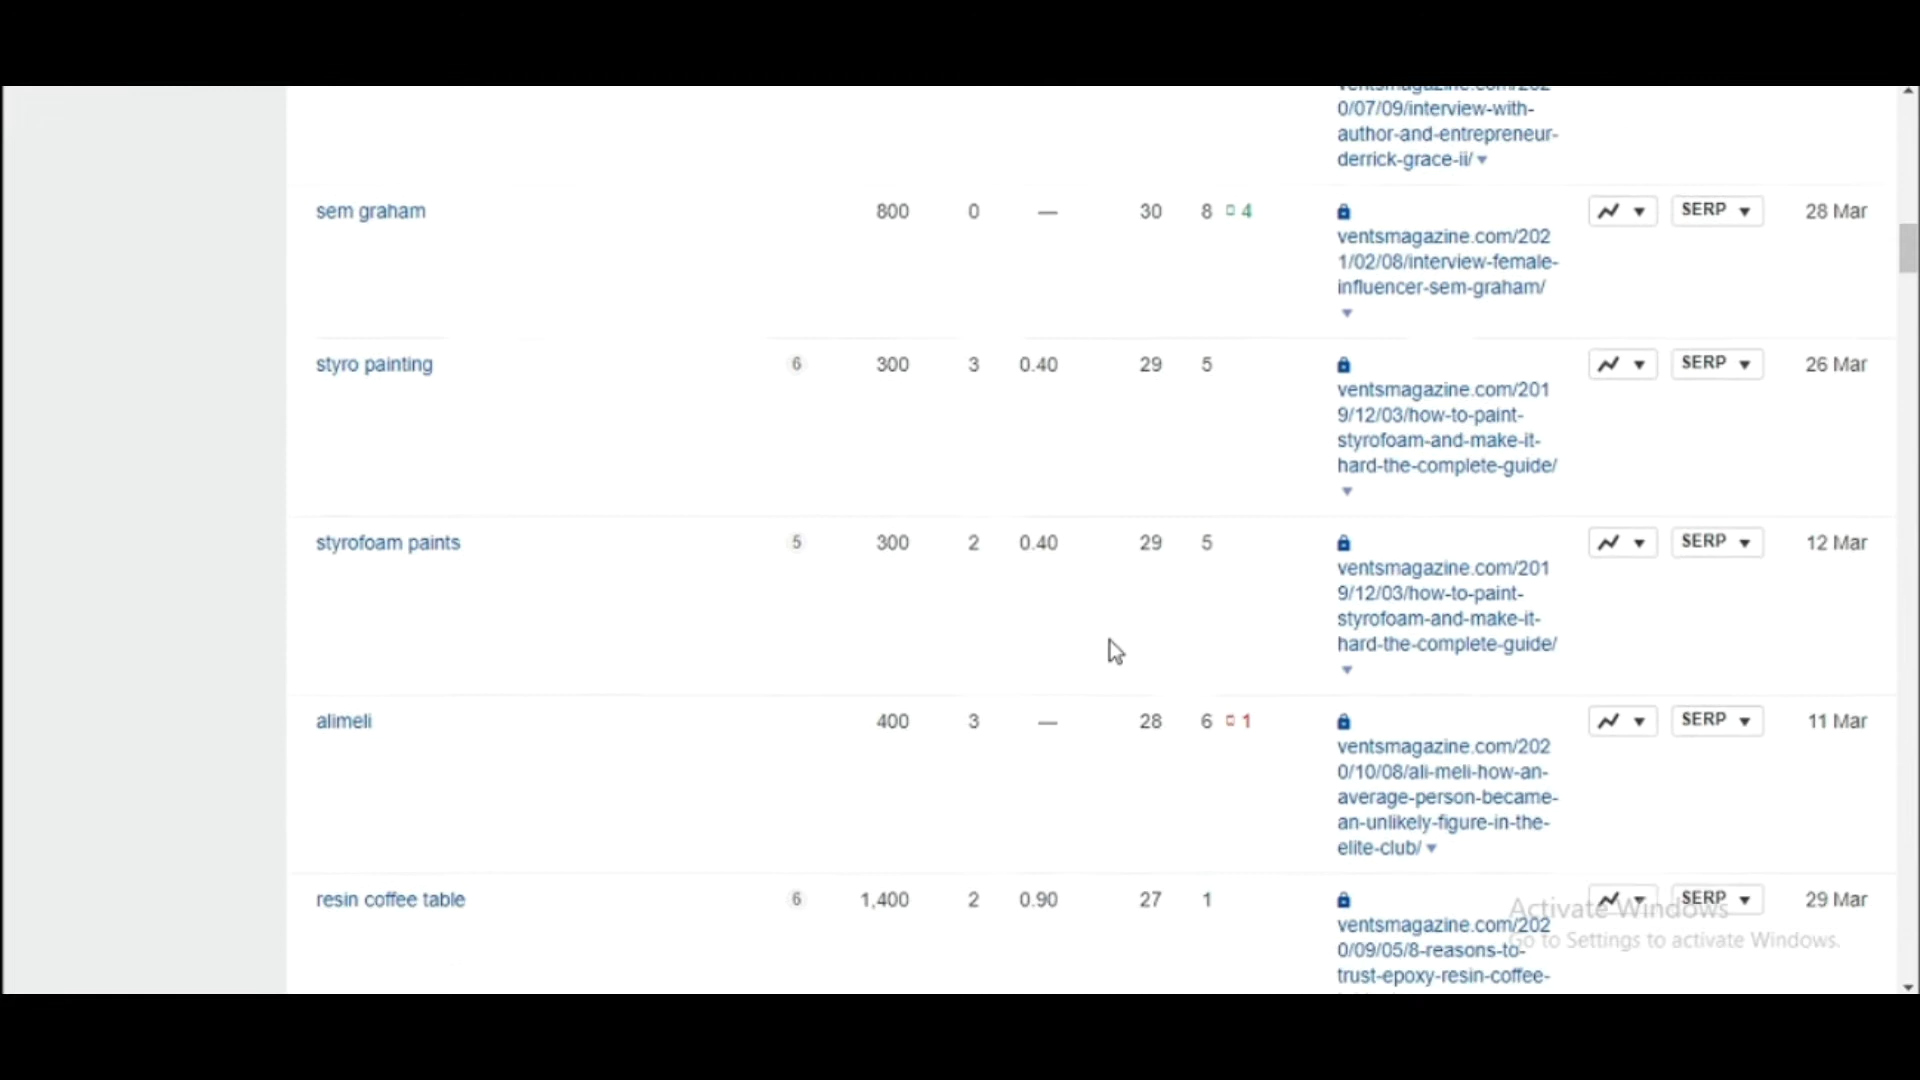 0/07/09/interview-with-
author-and-entrepreneur-
derrick-grace-ii/
sem graham 800 0 — 30 8 4 SERP 28 Mar
ventsmagazine.com/202
1/02/08/interview-female-
influencer-sem-graham/
styro painting 6 300 3 0.40 29 5 SERP 26 Mar
ventsmagazine.com/201
9/12/03/how-to-paint-
styrofoam-and-make-it-
hard-the-complete-guide/
styrofoam paints 5 300 2 0.40 29 5 SERP 12 Mar
ventsmagazine.com/201
9/12/03/how-to-paint-
styrofoam-and-make-it-
hard-the-complete-guide/
alimeli 400 3 — 28 6 1 SERP 11 Mar
ventsmagazine.com/202
0/10/08/ali-meli-how-an-
average-person-became-
an-unlikely-figure-in-the-
elite-club/
resin coffee table 6 1,400 2 0.90 27 1 SERP 29 Mar
Activate Windows
ventsmagazine.com/202
Go to Settings to activate Windows.
0/09/05/8-reasons-to-
trust-epoxy-resin-coffee-